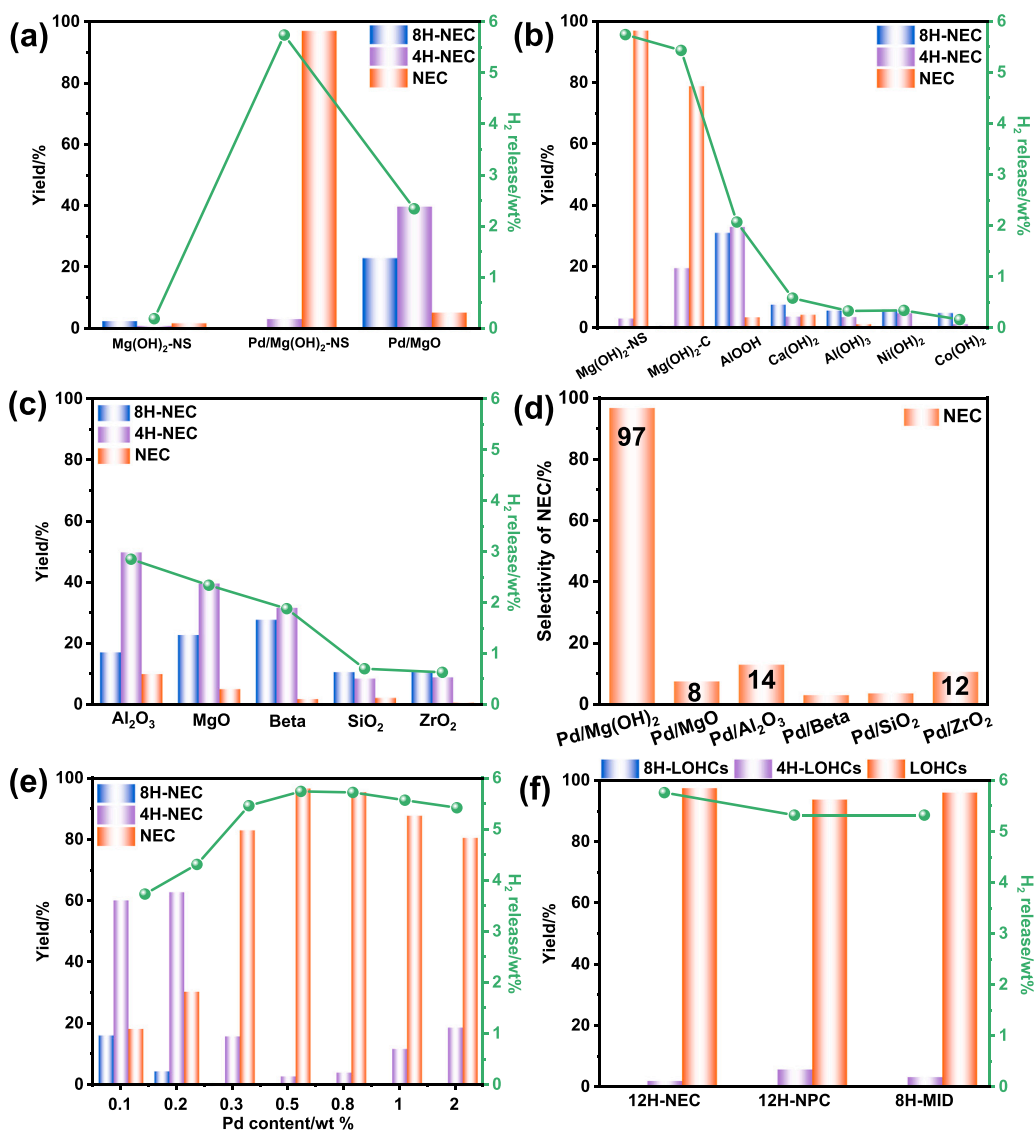 (a)
8H-NEC
4H-NEC
NEC
Yield/%
100
80
60
40
20
0
6
5
4
3
2
1
0
H₂ release/wt%
Mg(OH)₂-NS
Pd/Mg(OH)₂-NS
Pd/MgO
(b)
8H-NEC
4H-NEC
NEC
Yield/%
100
80
60
40
20
0
6
5
4
3
2
1
0
H₂ release/wt%
Mg(OH)₂-NS
Mg(OH)₂-C
AlOOH
Ca(OH)₂
Al(OH)₃
Ni(OH)₂
Co(OH)₂
(c)
8H-NEC
4H-NEC
NEC
Yield/%
100
80
60
40
20
0
6
5
4
3
2
1
0
H₂ release/wt%
Al₂O₃
MgO
Beta
SiO₂
ZrO₂
(d)
NEC
Selectivity of NEC/%
100
80
60
40
20
0
97
8
14
12
Pd/Mg(OH)₂
Pd/MgO
Pd/Al₂O₃
Pd/Beta
Pd/SiO₂
Pd/ZrO₂
(e)
8H-NEC
4H-NEC
NEC
Yield/%
100
80
60
40
20
0
6
5
4
3
2
1
0
H₂ release/wt%
0.1
0.2
0.3
0.5
0.8
1
2
Pd content/wt %
(f)
8H-LOHCs
4H-LOHCs
LOHCs
Yield/%
100
80
60
40
20
0
6
5
4
3
2
1
0
H₂ release/wt%
12H-NEC
12H-NPC
8H-MID